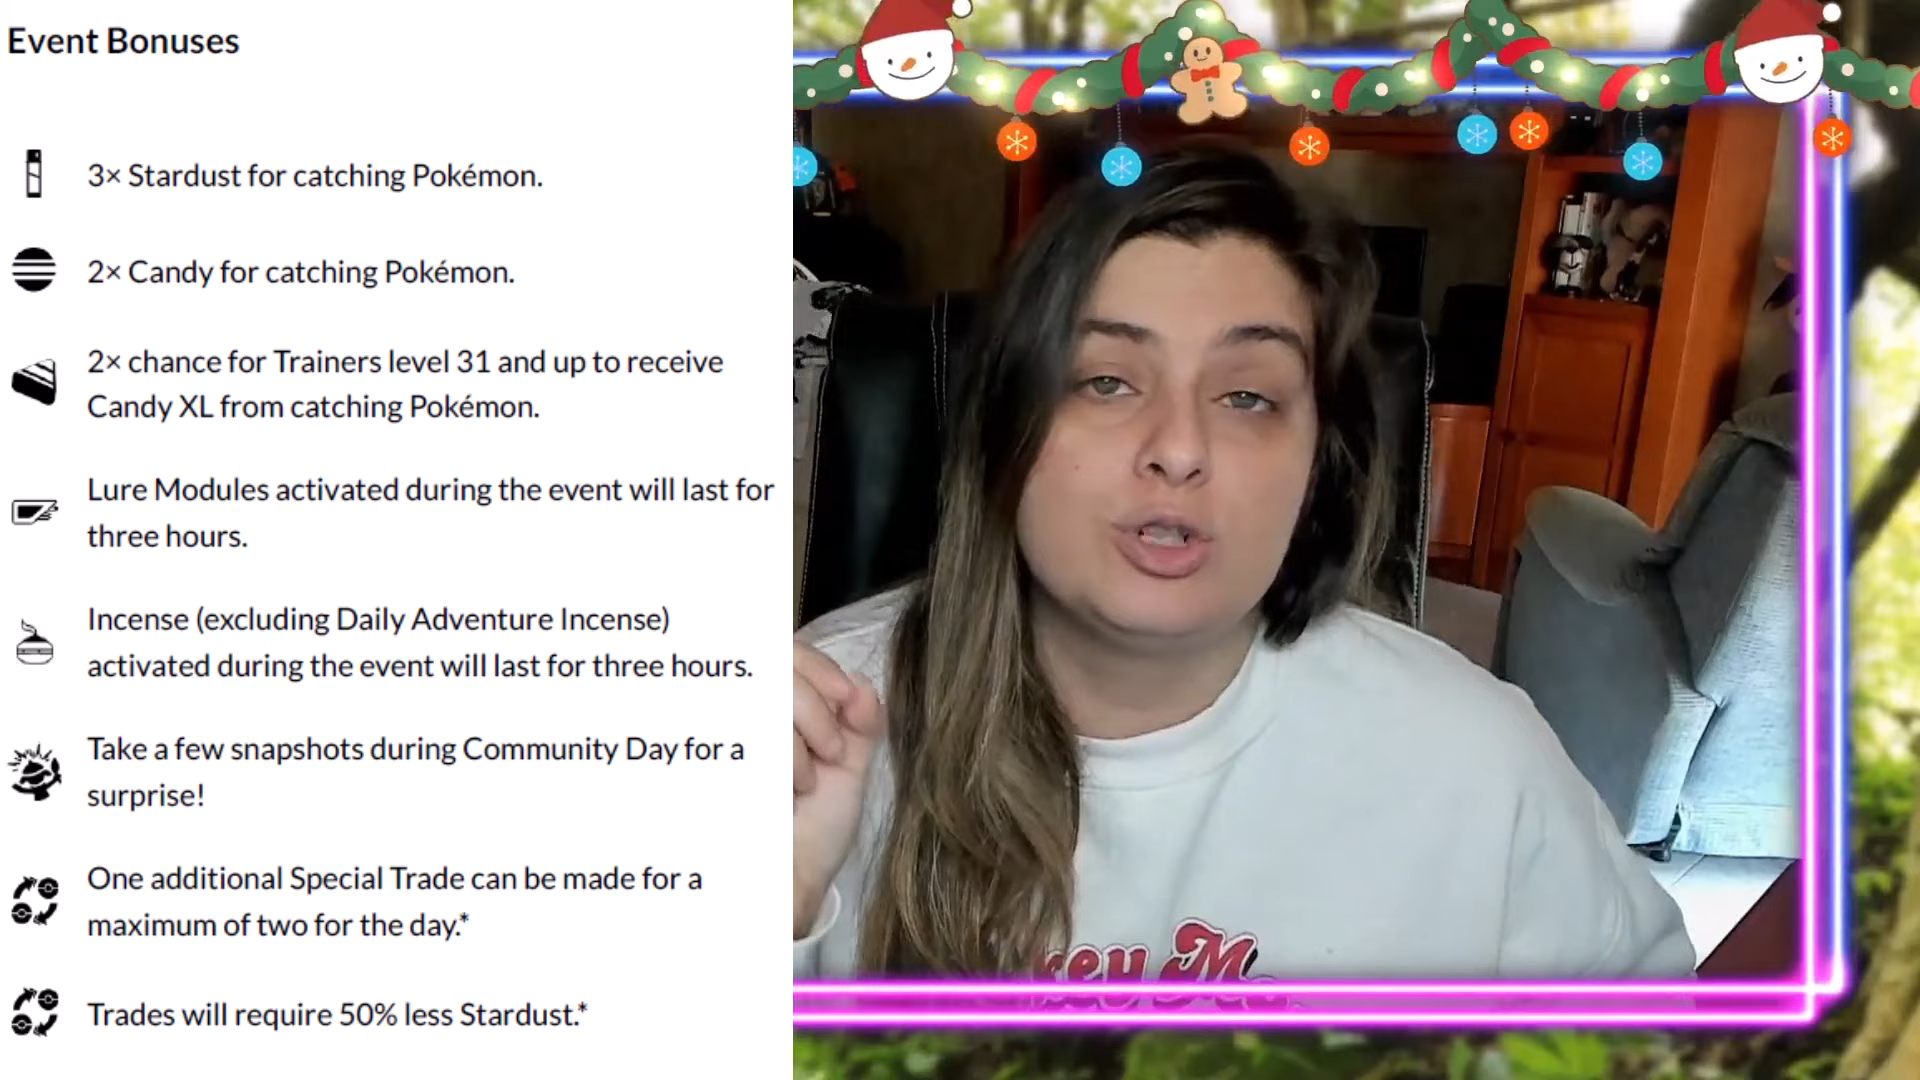 Event Bonuses
3× Stardust for catching Pokémon.
2× Candy for catching Pokémon.
2× chance for Trainers level 31 and up to receive
Candy XL from catching Pokémon.
Lure Modules activated during the event will last for
three hours.
Incense (excluding Daily Adventure Incense)
activated during the event will last for three hours.
Take a few snapshots during Community Day for a
surprise!
One additional Special Trade can be made for a
maximum of two for the day.*
Trades will require 50% less Stardust.*